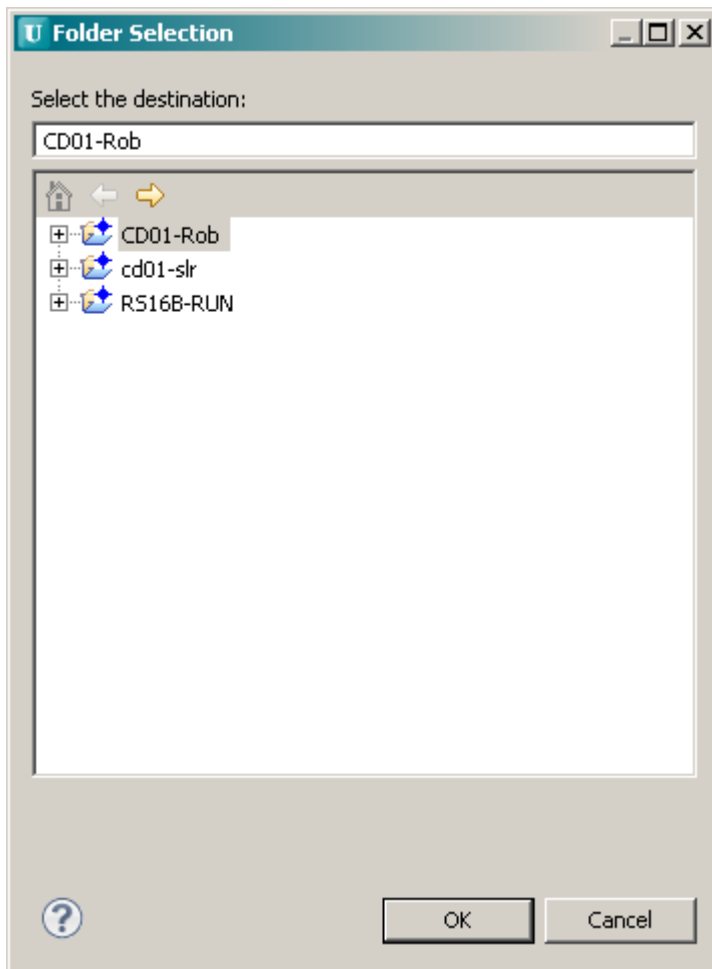 U Folder Selection
Select the destination:
CD01-Rob
CD01-Rob
cd01-slr
RS16B-RUN
?
OK Cancel